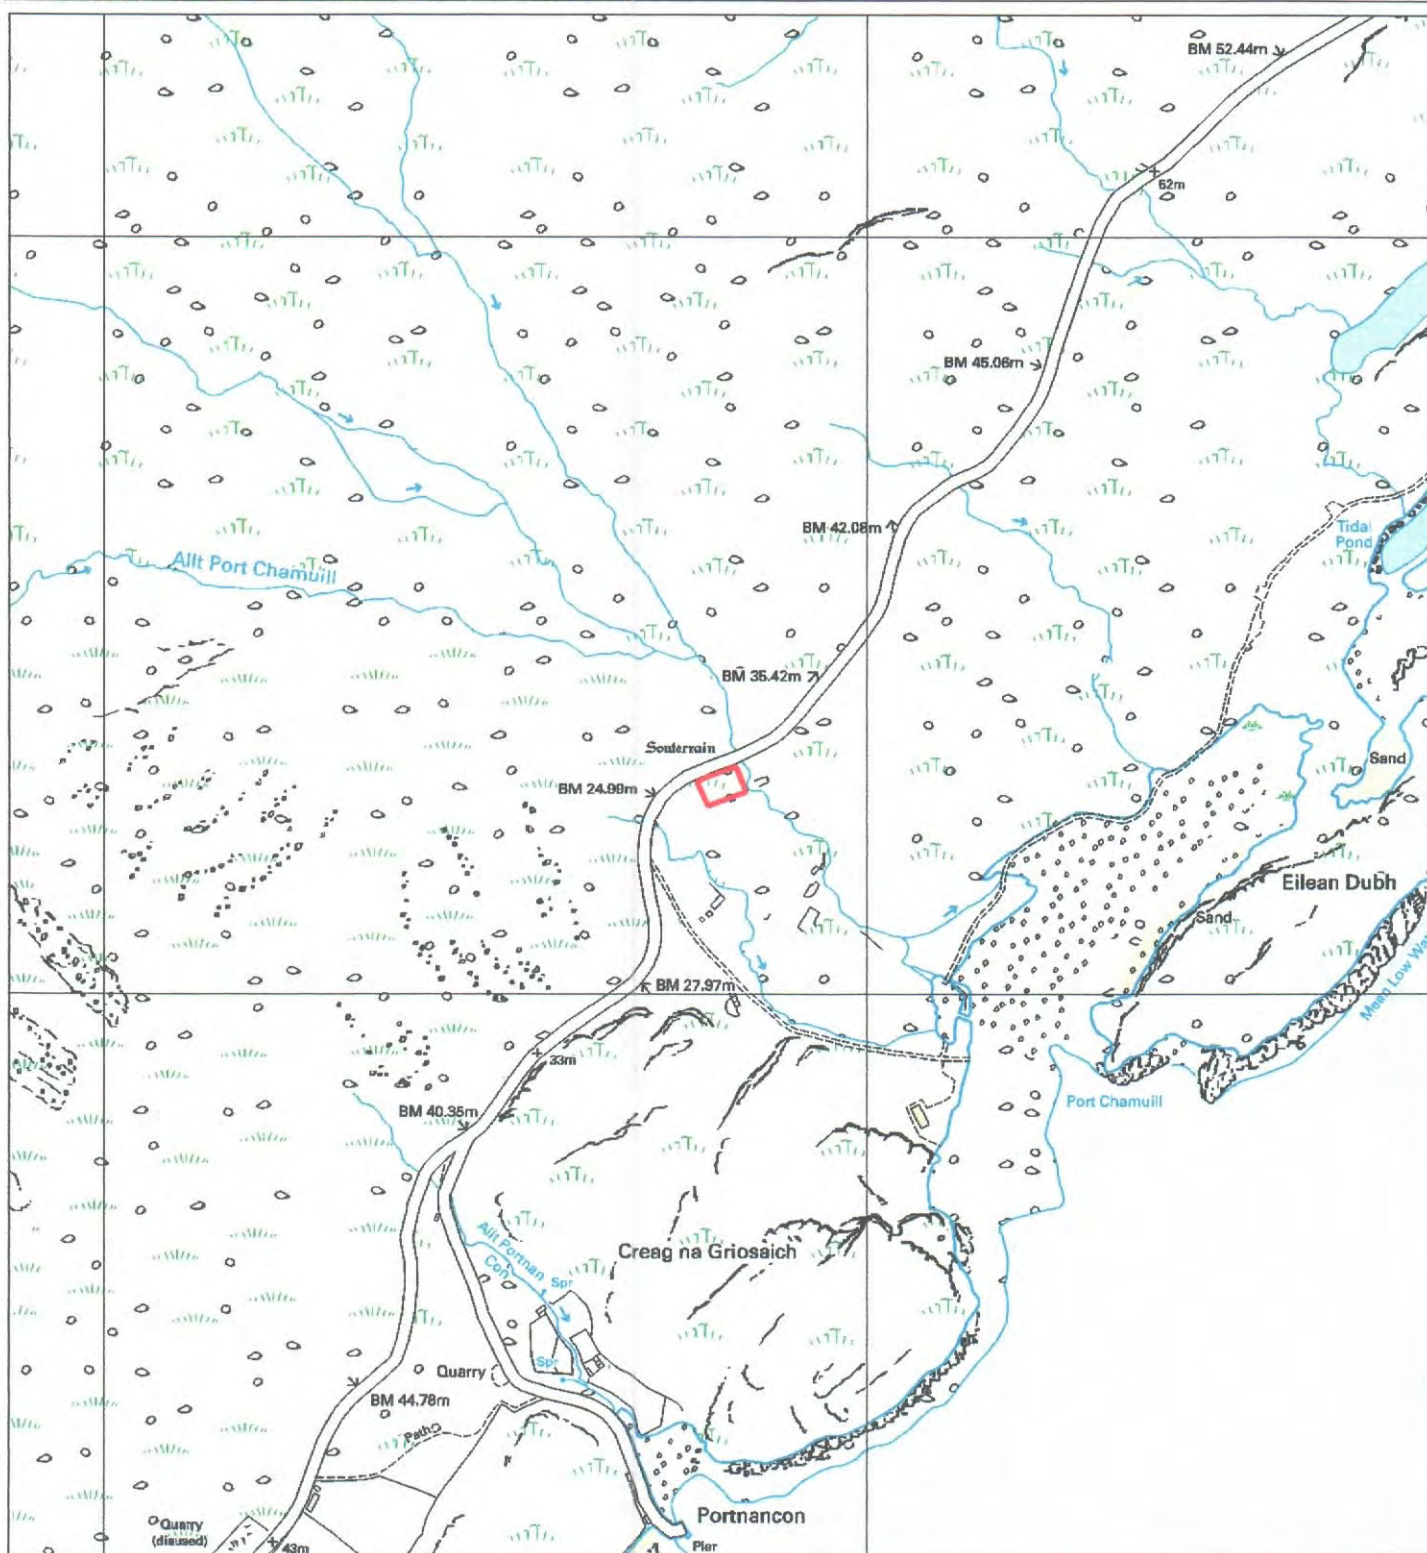 BM 52.44m
62m
BM 45.06m
BM 42.08m
Tidal
Pond
Allt Port Chamuill
BM 35.42m
Souterrain
Sand
BM 24.99m
Eilean Dubh
Sand
BM 27.97m
Mean Low Wat
33m
BM 40.35m
Port Chamuill
Allt Portnan
Con
Spr
Creag na Griosaich
Spr
Quarry
BM 44.78m
Path
Quarry
(disused)
43m
Portnancon
Pier